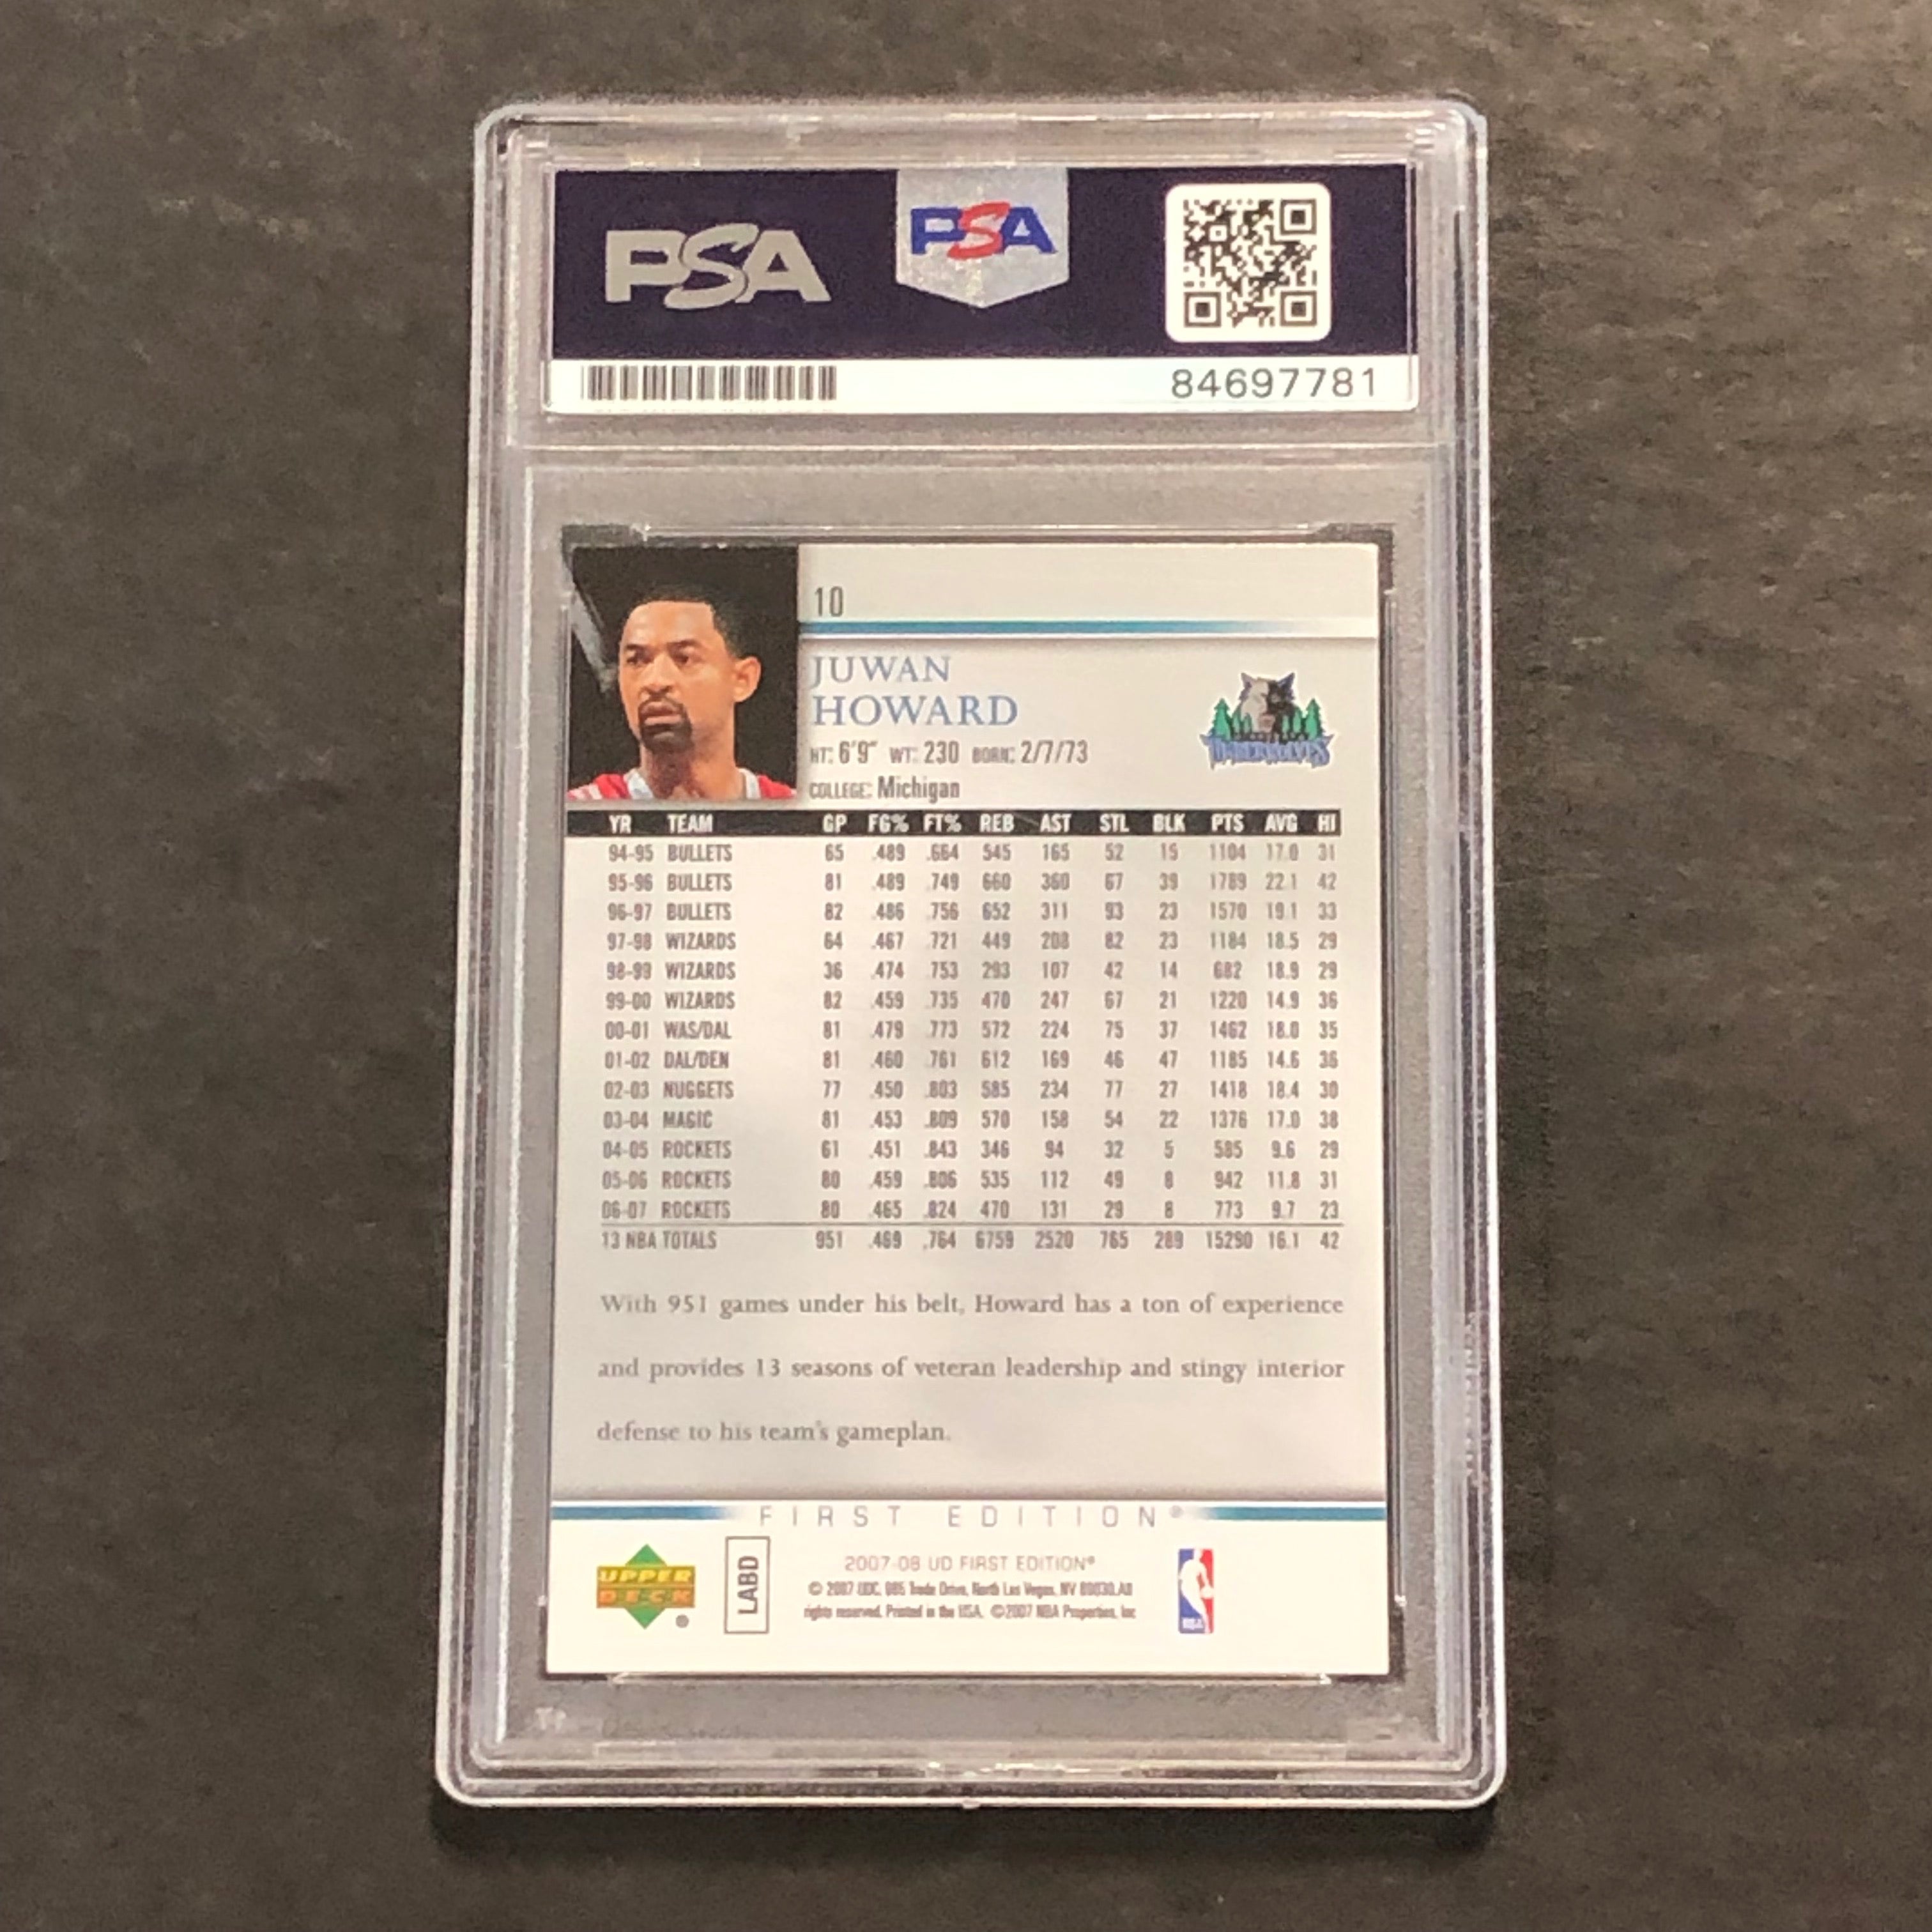 PSA
PSA
84697781
10
JUWAN
HOWARD
HT: 6'9" WT: 230 BORN: 2/7/73
COLLEGE: Michigan
TIMBERWOLVES
YR TEAM GP FG% FT% REB AST STL BLK PTS AVG HI
94-95 BULLETS 65 .489 .664 545 165 52 15 1104 17.0 31
95-96 BULLETS 81 .489 .749 660 360 67 39 1789 22.1 42
96-97 BULLETS 82 .486 .756 652 311 93 23 1570 19.1 33
97-98 WIZARDS 64 .467 .721 449 208 82 23 1184 18.5 29
98-99 WIZARDS 36 .474 .753 293 107 42 14 682 18.9 29
99-00 WIZARDS 82 .459 .735 470 247 67 21 1220 14.9 36
00-01 WAS/DAL 81 .479 .773 572 224 75 37 1462 18.0 35
01-02 DAL/DEN 81 .460 .761 612 169 46 47 1185 14.6 36
02-03 NUGGETS 77 .450 .803 585 234 77 27 1418 18.4 30
03-04 MAGIC 81 .453 .809 570 158 54 22 1376 17.0 38
04-05 ROCKETS 61 .451 .843 346 94 32 5 585 9.6 29
05-06 ROCKETS 80 .459 .806 535 112 49 8 942 11.8 31
06-07 ROCKETS 80 .465 .824 470 131 29 8 773 9.7 23
13 NBA TOTALS 951 .469 .764 6759 2520 765 289 15290 16.1 42
With 951 games under his belt, Howard has a ton of experience
and provides 13 seasons of veteran leadership and stingy interior
defense to his team's gameplan.
FIRST EDITION®
UPPER
DECK®
LABD
2007-08 UD FIRST EDITION®
© 2007 UDC, 985 Trade Drive, North Las Vegas, NV 89030. All
rights reserved. Printed in the USA. ©2007 NBA Properties, Inc
NBA